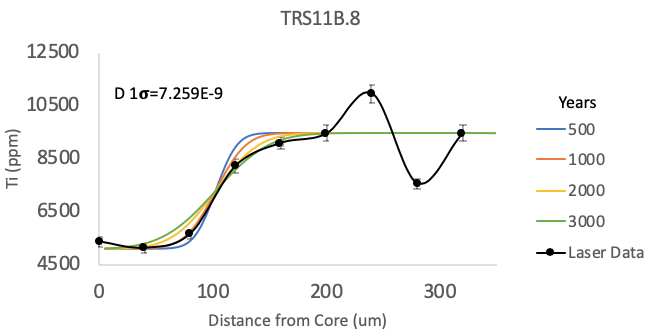 TRS11B.8
12500
10500
8500
6500
4500
Ti (ppm)
D 1σ=7.259E-9
0
100
200
300
Distance from Core (um)
Years
500
1000
2000
3000
Laser Data